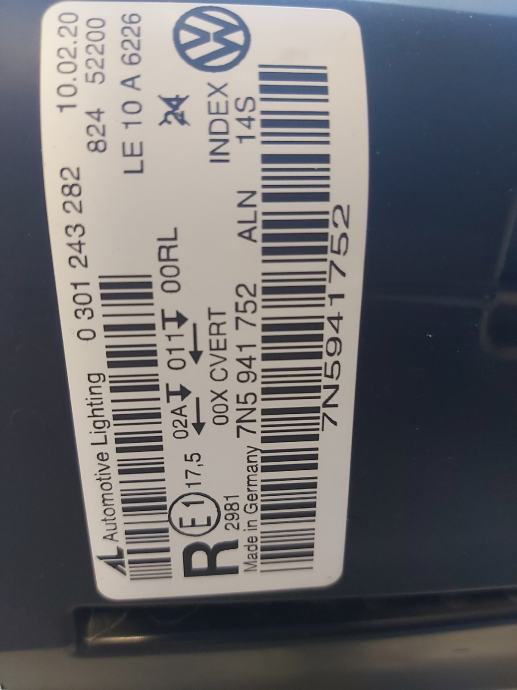 AL Automotive Lighting 0 301 243 282 10.02.20
824 52200
LE 10 A 6226
E1 17,5 02A 011 00RL 24
R 2981 00X CVERT INDEX
Made in Germany 7N5 941 752 ALN 14S
7N5941752